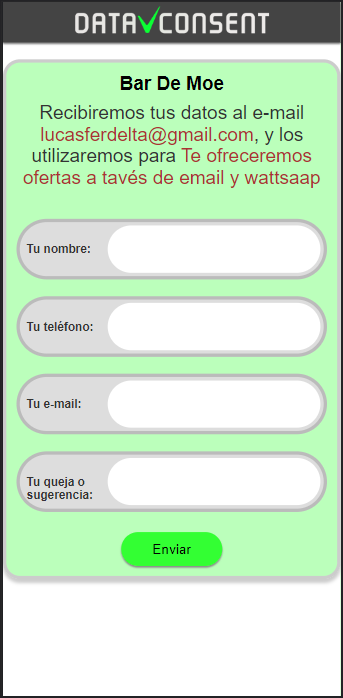 DATA CONSENT
Bar De Moe
Recibiremos tus datos al e-mail
lucasferdelta@gmail.com, y los
utilizaremos para Te ofreceremos
ofertas a tavés de email y wattsaap
Tu nombre:
Tu teléfono:
Tu e-mail:
Tu queja o
sugerencia:
Enviar